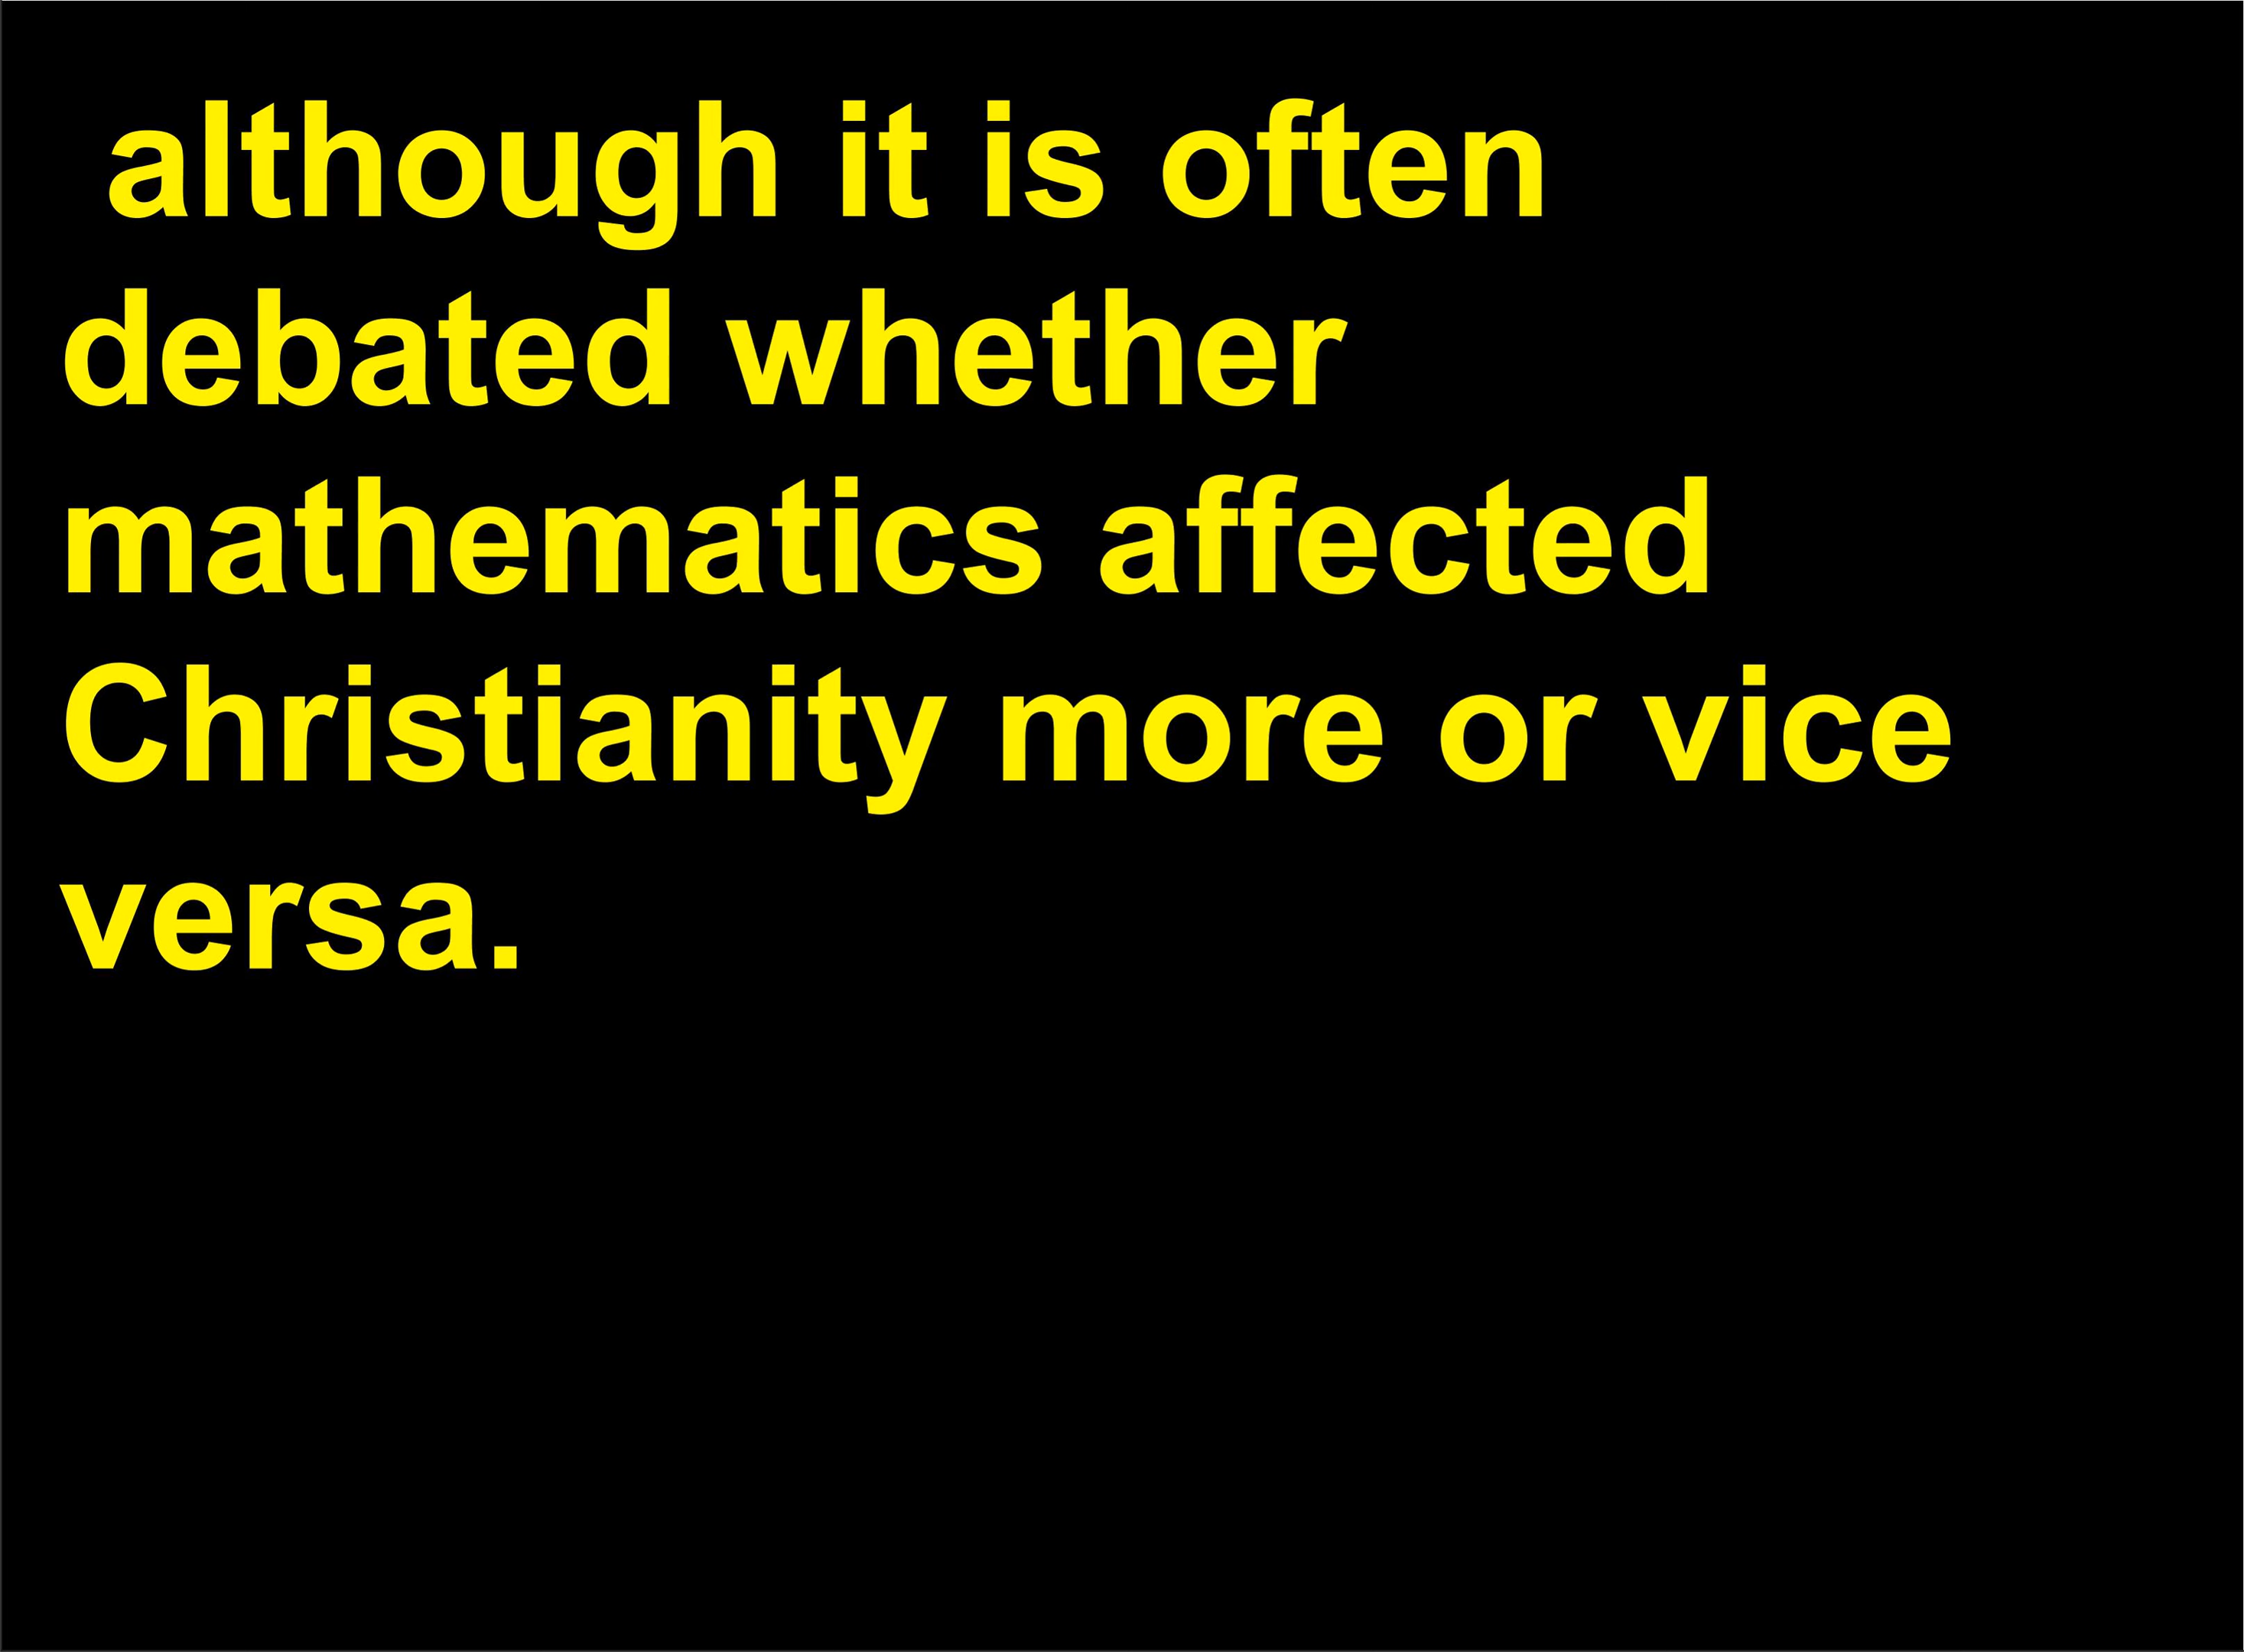 although it is often
debated whether
mathematics affected
Christianity more or vice
versa.